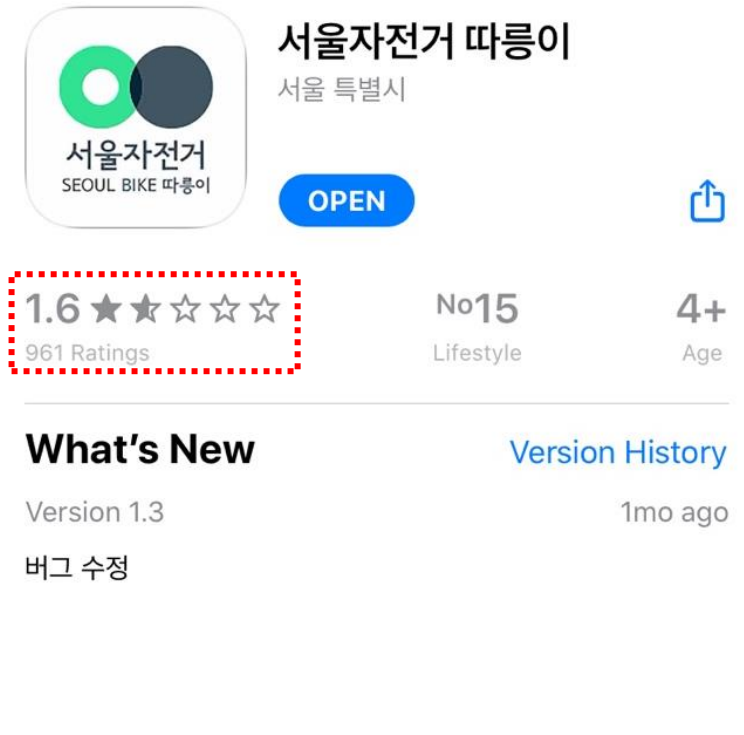 서울자전거 따릉이
서울 특별시
서울자전거
SEOUL BIKE 따릉이
OPEN
1.6
No15
4+
961 Ratings
Lifestyle
Age
What's New
Version History
Version 1.3
1mo ago
버그 수정